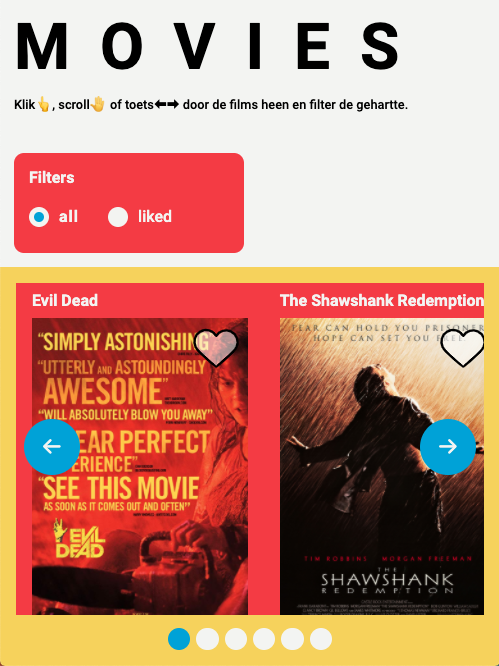 MOVIES
Klik👆, scroll🤚 of toets⬅➡ door de films heen en filter de gehartte.
Filters
all
liked
Evil Dead
The Shawshank Redemption
“SIMPLY ASTONISHING
“UTTERLY AND ASTOUNDINGLY
AWESOME”
“WILL ABSOLUTELY BLOW YOU AWAY”
EAR PERFECT
ERIENCE”
“SEE THIS MOVIE
AS SOON AS IT COMES OUT AND OFTEN”
EVIL
DEAD
FEAR CAN HOLD YOU PRISONER
HOPE CAN SET YOU FREE
TIM ROBBINS MORGAN FREEMAN
THE
SHAWSHANK
REDEMPTION